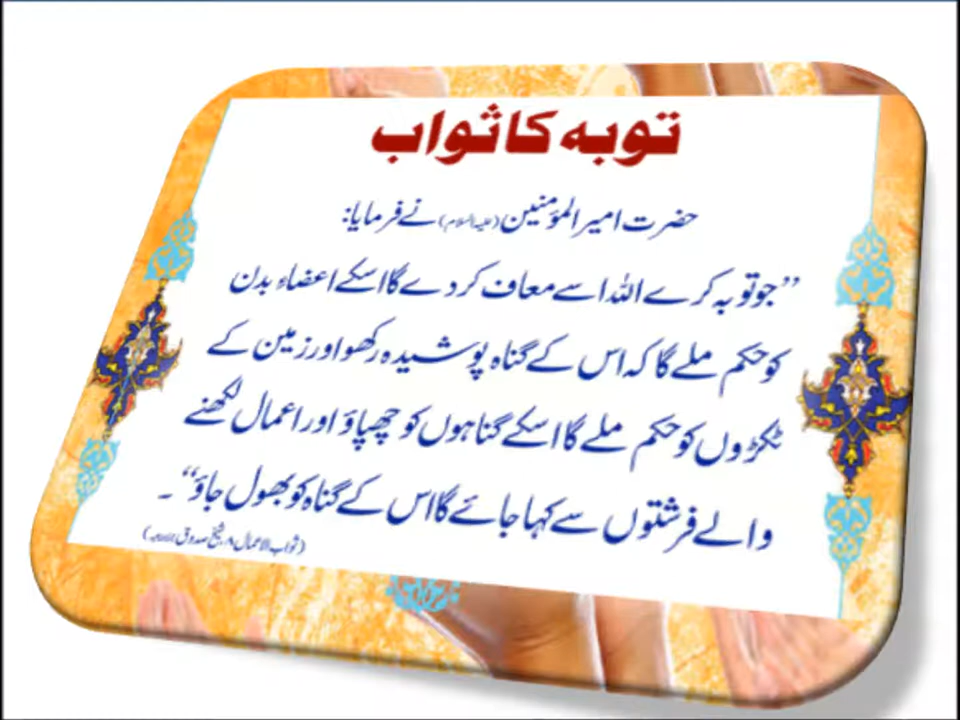 توبہ کا ثواب
حضرت امیر المؤمنین (علیہ السلام) نے فرمایا:
”جو توبہ کرے اللہ اسے معاف کر دے گا اسکے اعضاء بدن
کو حکم ملے گا کہ اس کے گناہ پوشیدہ رکھو اور زمین کے
ٹکڑوں کو حکم ملے گا اسکے گناہوں کو چھپاؤ اور اعمال لکھنے
والے فرشتوں سے کہا جائے گا اس کے گناہ کو بھول جاؤ“۔
(ثواب الاعمال، شیخ صدوق)